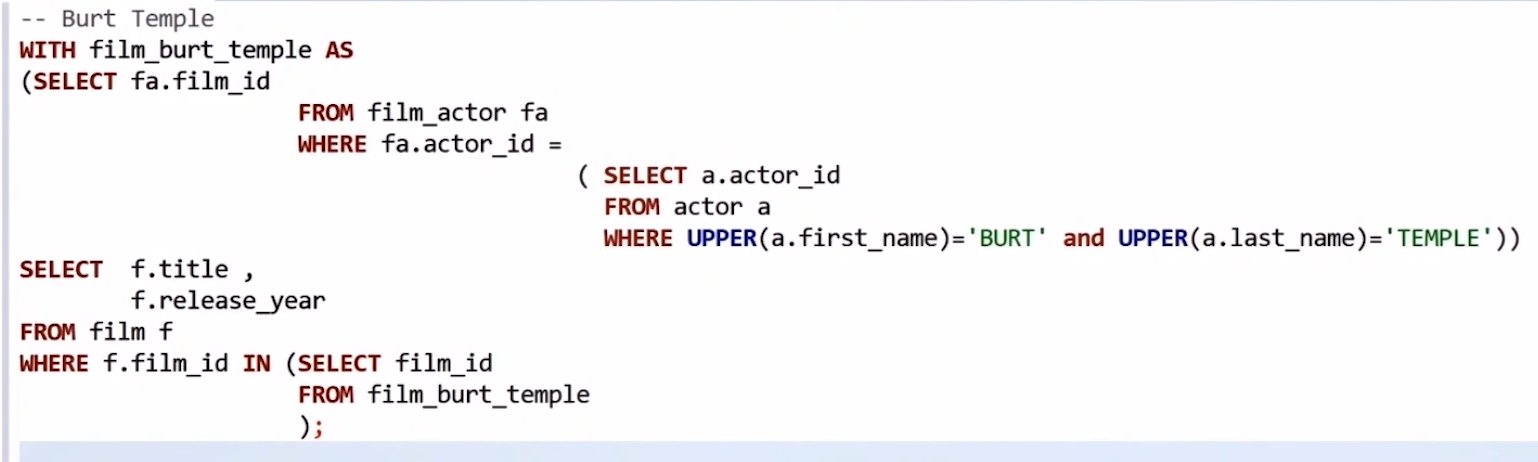 -- Burt Temple
WITH film_burt_temple AS
(SELECT fa.film_id
FROM film_actor fa
WHERE fa.actor_id =
( SELECT a.actor_id
FROM actor a
WHERE UPPER(a.first_name)='BURT' and UPPER(a.last_name)='TEMPLE'))
SELECT f.title ,
f.release_year
FROM film f
WHERE f.film_id IN (SELECT film_id
FROM film_burt_temple
);